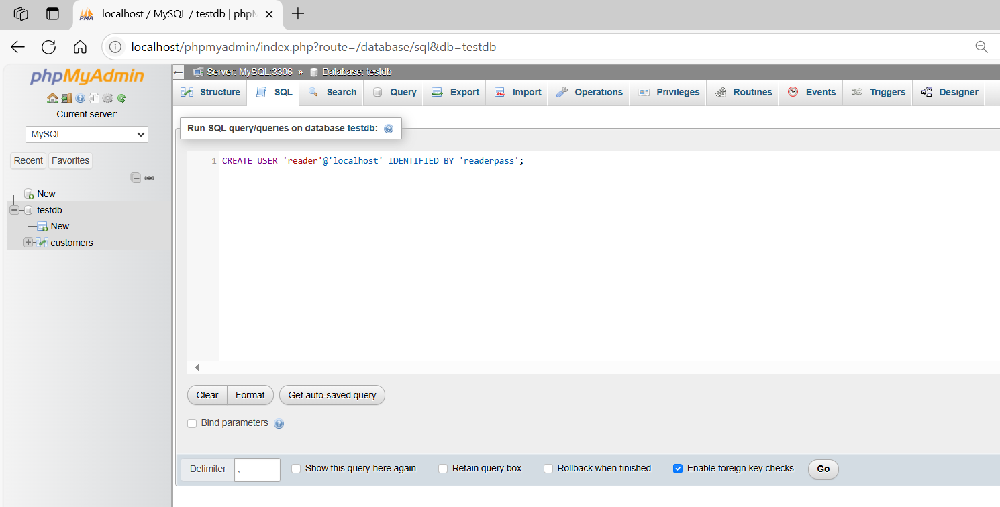 localhost / MySQL / testdb | phpM
localhost/phpmyadmin/index.php?route=/database/sql&db=testdb
phpMyAdmin
Current server:
MySQL
Recent Favorites
New
testdb
New
customers
Server: MySQL:3306 » Database: testdb
Structure SQL Search Query Export Import Operations Privileges Routines Events Triggers Designer
Run SQL query/queries on database testdb:
1 CREATE USER 'reader'@'localhost' IDENTIFIED BY 'readerpass';
Clear Format Get auto-saved query
Bind parameters
Delimiter ; Show this query here again Retain query box Rollback when finished Enable foreign key checks Go